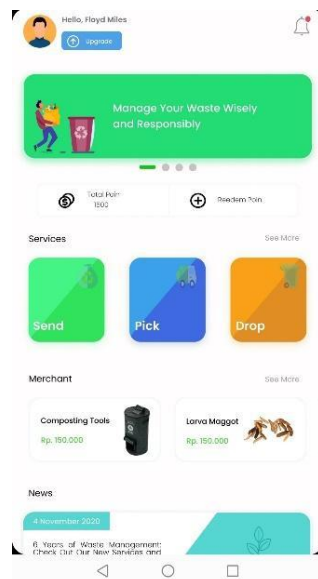 Hello, Floyd Miles
Upgrade
Manage Your Waste Wisely
and Responsibly
Total Poin
1600
Reedem Poin
Services
See More
Send
Pick
Drop
Merchant
See More
Composting Tools
Rp. 150.000
Larva Maggot
Rp. 150.000
News
4 November 2020
6 Years of Waste Management:
Check Out Our New Services and